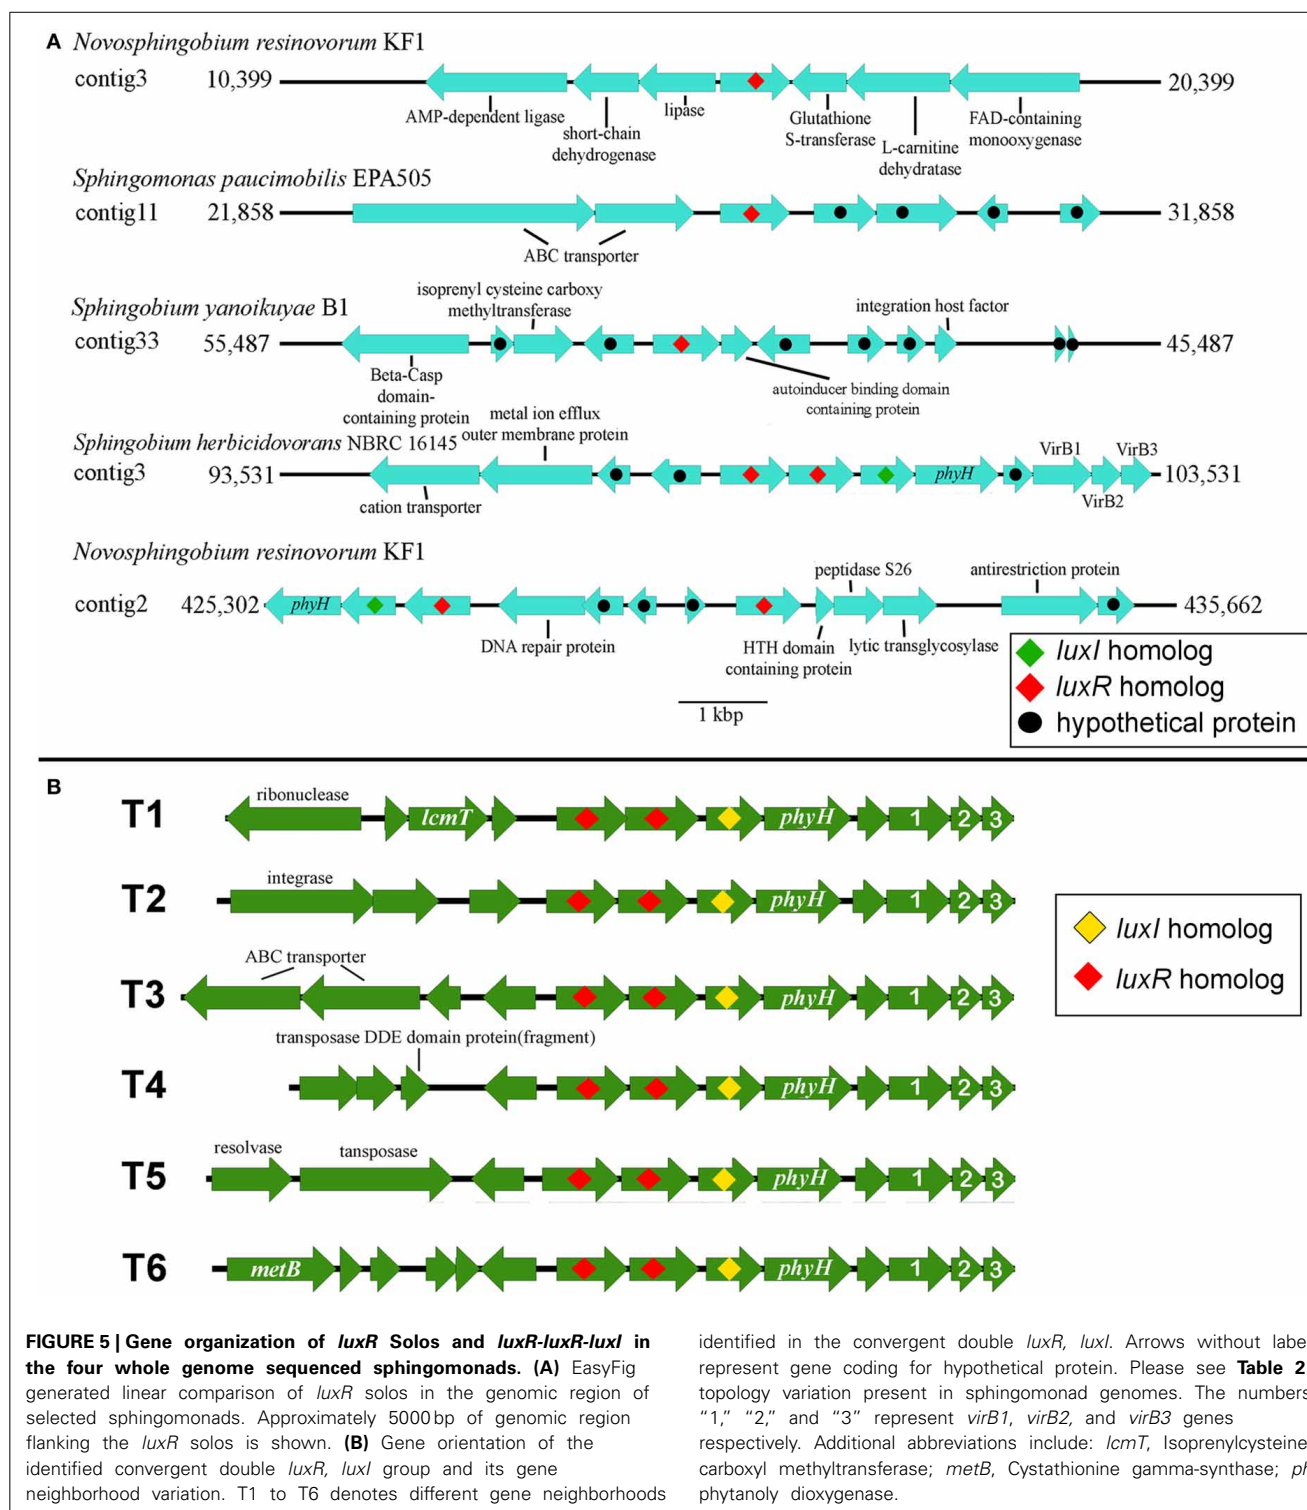 A Novosphingobium resinovorum KF1
contig3 10,399 20,399
AMP-dependent ligase
short-chain
dehydrogenase
lipase
Glutathione
S-transferase
L-carnitine
dehydratase
FAD-containing
monooxygenase
Sphingomonas paucimobilis EPA505
contig11 21,858 31,858
ABC transporter
Sphingobium yanoikuyae B1
isoprenyl cysteine carboxy
methyltransferase
integration host factor
contig33 55,487 45,487
Beta-Casp
domain-
containing protein
autoinducer binding domain
containing protein
Sphingobium herbicidovorans NBRC 16145
metal ion efflux
outer membrane protein
VirB1
VirB3
contig3 93,531 phyH 103,531
cation transporter
VirB2
Novosphingobium resinovorum KF1
peptidase S26
antirestriction protein
contig2 425,302 phyH 435,662
DNA repair protein
HTH domain
containing protein
lytic transglycosylase
1 kbp
luxI homolog
luxR homolog
hypothetical protein
B
ribonuclease
T1 lcmT phyH 1 2 3
integrase
T2 phyH 1 2 3
ABC transporter
T3 phyH 1 2 3
transposase DDE domain protein(fragment)
T4 phyH 1 2 3
resolvase tansposase
T5 phyH 1 2 3
T6 metB phyH 1 2 3
luxI homolog
luxR homolog
FIGURE 5 | Gene organization of luxR Solos and luxR-luxR-luxI in
the four whole genome sequenced sphingomonads. (A) EasyFig
generated linear comparison of luxR solos in the genomic region of
selected sphingomonads. Approximately 5000 bp of genomic region
flanking the luxR solos is shown. (B) Gene orientation of the
identified convergent double luxR, luxI group and its gene
neighborhood variation. T1 to T6 denotes different gene neighborhoods
identified in the convergent double luxR, luxI. Arrows without labe
represent gene coding for hypothetical protein. Please see Table 2
topology variation present in sphingomonad genomes. The numbers
"1," "2," and "3" represent virB1, virB2, and virB3 genes
respectively. Additional abbreviations include: lcmT, Isoprenylcysteine
carboxyl methyltransferase; metB, Cystathionine gamma-synthase; ph
phytanoly dioxygenase.